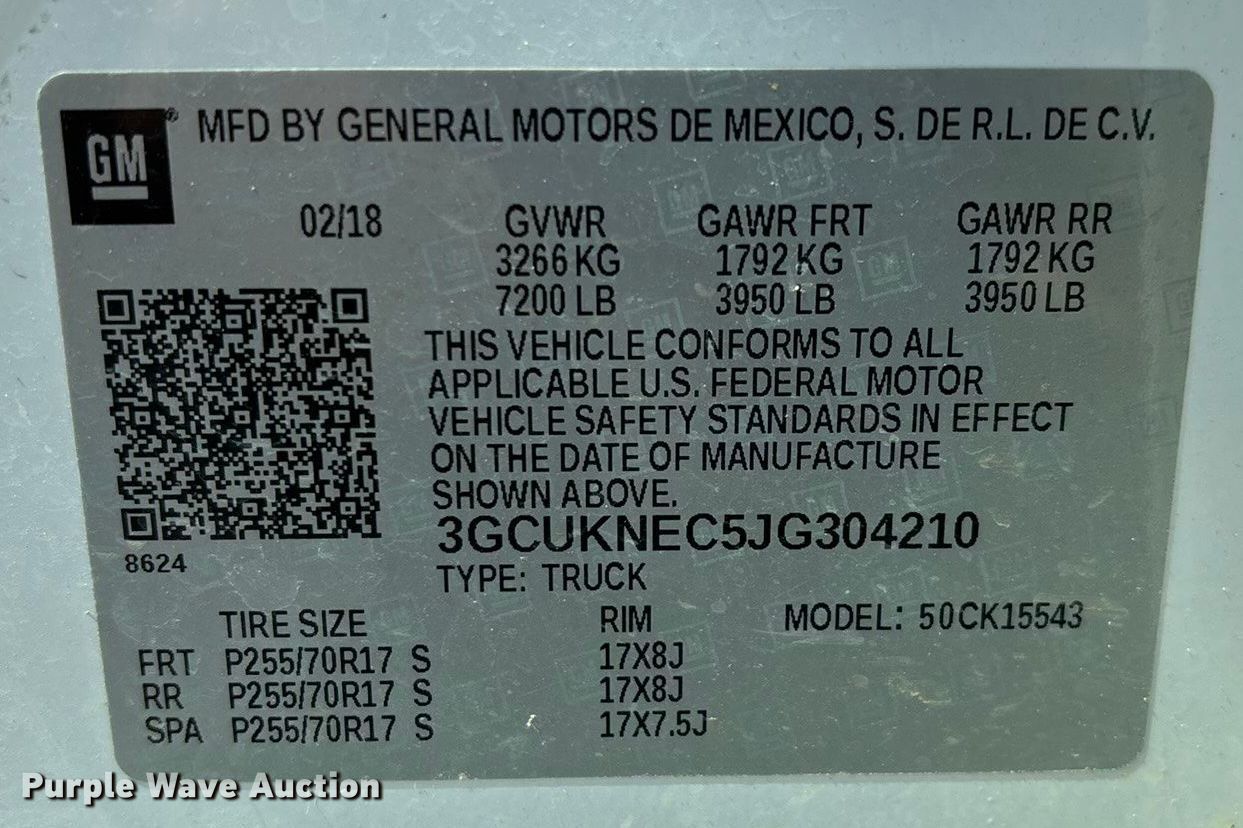 GM® MFD BY GENERAL MOTORS DE MEXICO, S. DE R.L. DE C.V.
02/18 GVWR GAWR FRT GAWR RR
3266 KG 1792 KG 1792 KG
7200 LB 3950 LB 3950 LB
THIS VEHICLE CONFORMS TO ALL
APPLICABLE U.S. FEDERAL MOTOR
VEHICLE SAFETY STANDARDS IN EFFECT
ON THE DATE OF MANUFACTURE
SHOWN ABOVE.
3GCUKNEC5JG304210
8624
TYPE: TRUCK
TIRE SIZE RIM MODEL: 50CK15543
FRT P255/70R17 S 17X8J
RR P255/70R17 S 17X8J
SPA P255/70R17 S 17X7.5J
Purple Wave Auction